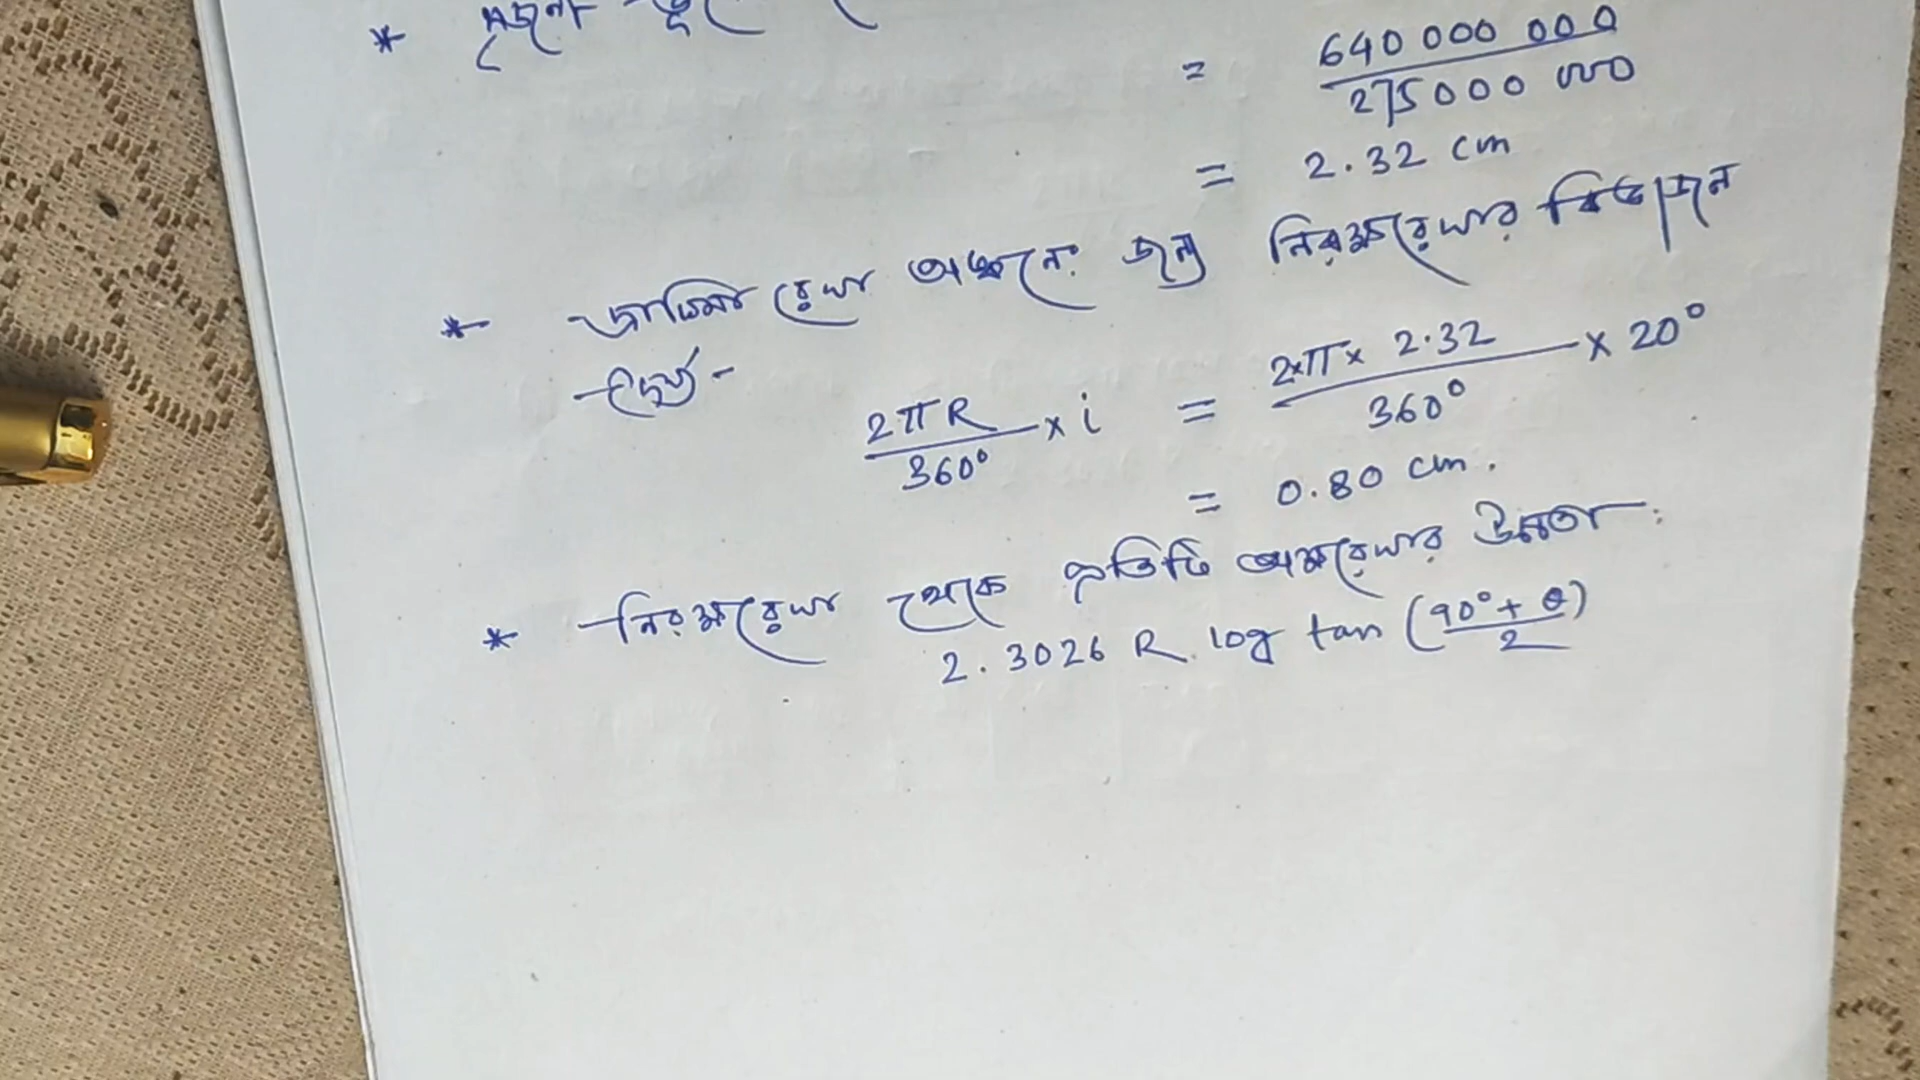 *
= 640 000 000 / 275000 000
= 2.32 cm
* দ্রাঘিমা রেখা অঙ্কনের জন্য নিরক্ষরেখার বিভাজন
দৈর্ঘ্য -
2πR / 360° × i = 2×π× 2.32 / 360° × 20°
= 0.80 cm.
* নিরক্ষরেখা থেকে প্রতিটি অক্ষরেখার উচ্চতা :
2.3026 R. log tan (90° + θ / 2)